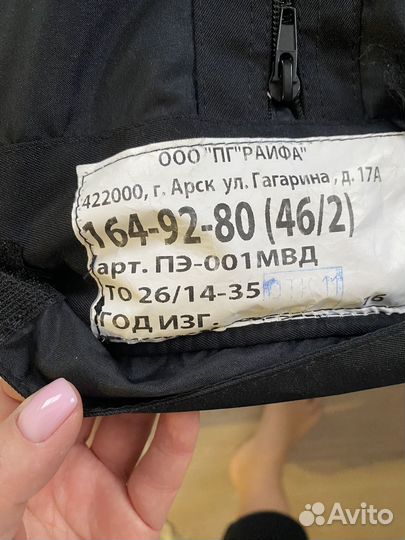 ООО "ПГ"РАИФА"
422000, г. Арск ул. Гагарина , д. 17А
164-92-80 (46/2)
арт. ПЭ-001МВД
ТО 26/14-35
ГОД ИЗГ.
16
Avito